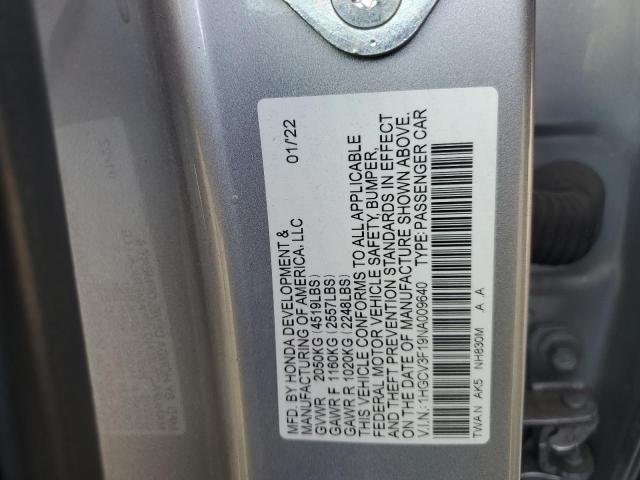 MFD. BY HONDA DEVELOPMENT &
MANUFACTURING OF AMERICA, LLC 01/22
GVWR 2050KG (4519LBS)
GAWR F 1160KG (2557LBS)
GAWR R 1020KG (2248LBS)
THIS VEHICLE CONFORMS TO ALL APPLICABLE
FEDERAL MOTOR VEHICLE SAFETY, BUMPER,
AND THEFT PREVENTION STANDARDS IN EFFECT
ON THE DATE OF MANUFACTURE SHOWN ABOVE.
V.I.N.: 1HGCV3F19NA009640 TYPE:PASSENGER CAR
TWA N AK5 NH830M A .A